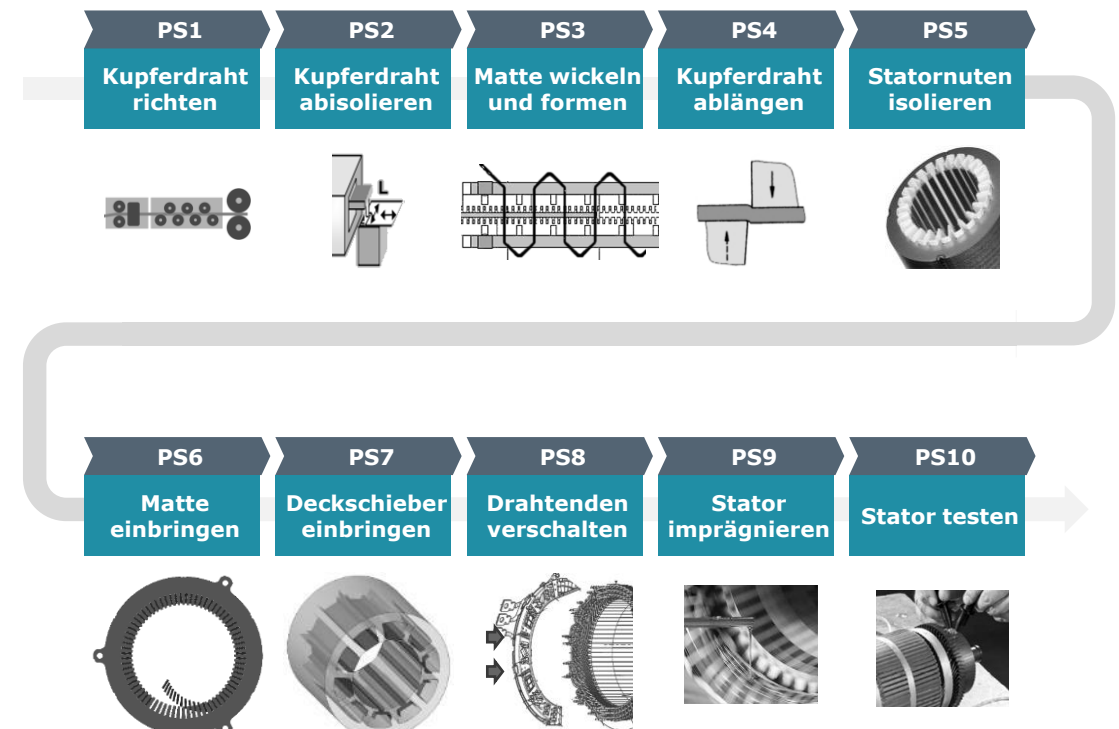 PS1
PS2
PS3
PS4
PS5
Kupferdraht
richten
Kupferdraht
abisolieren
Matte wickeln
und formen
Kupferdraht
ablängen
Statornuten
isolieren
L
PS6
PS7
PS8
PS9
PS10
Matte
einbringen
Deckschieber
einbringen
Drahtenden
verschalten
Stator
imprägnieren
Stator testen